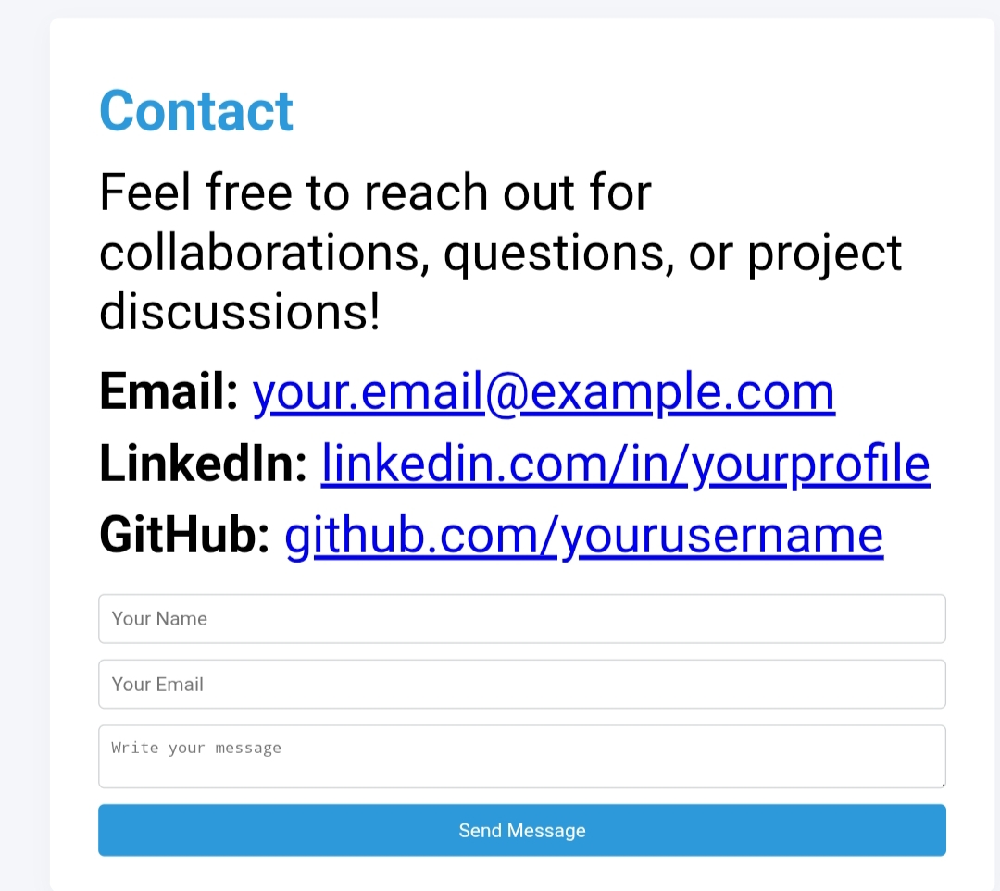 Contact
Feel free to reach out for
collaborations, questions, or project
discussions!
Email: your.email@example.com
LinkedIn: linkedin.com/in/yourprofile
GitHub: github.com/yourusername
Your Name
Your Email
Write your message
Send Message